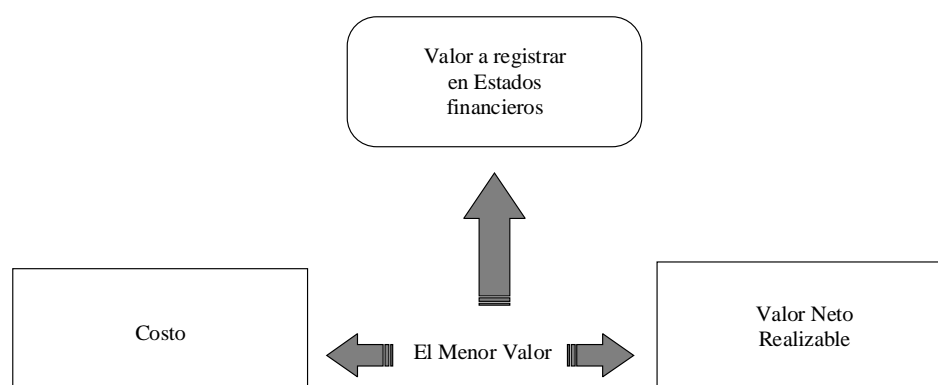 Valor a registrar
en Estados
financieros
Costo
El Menor Valor
Valor Neto
Realizable